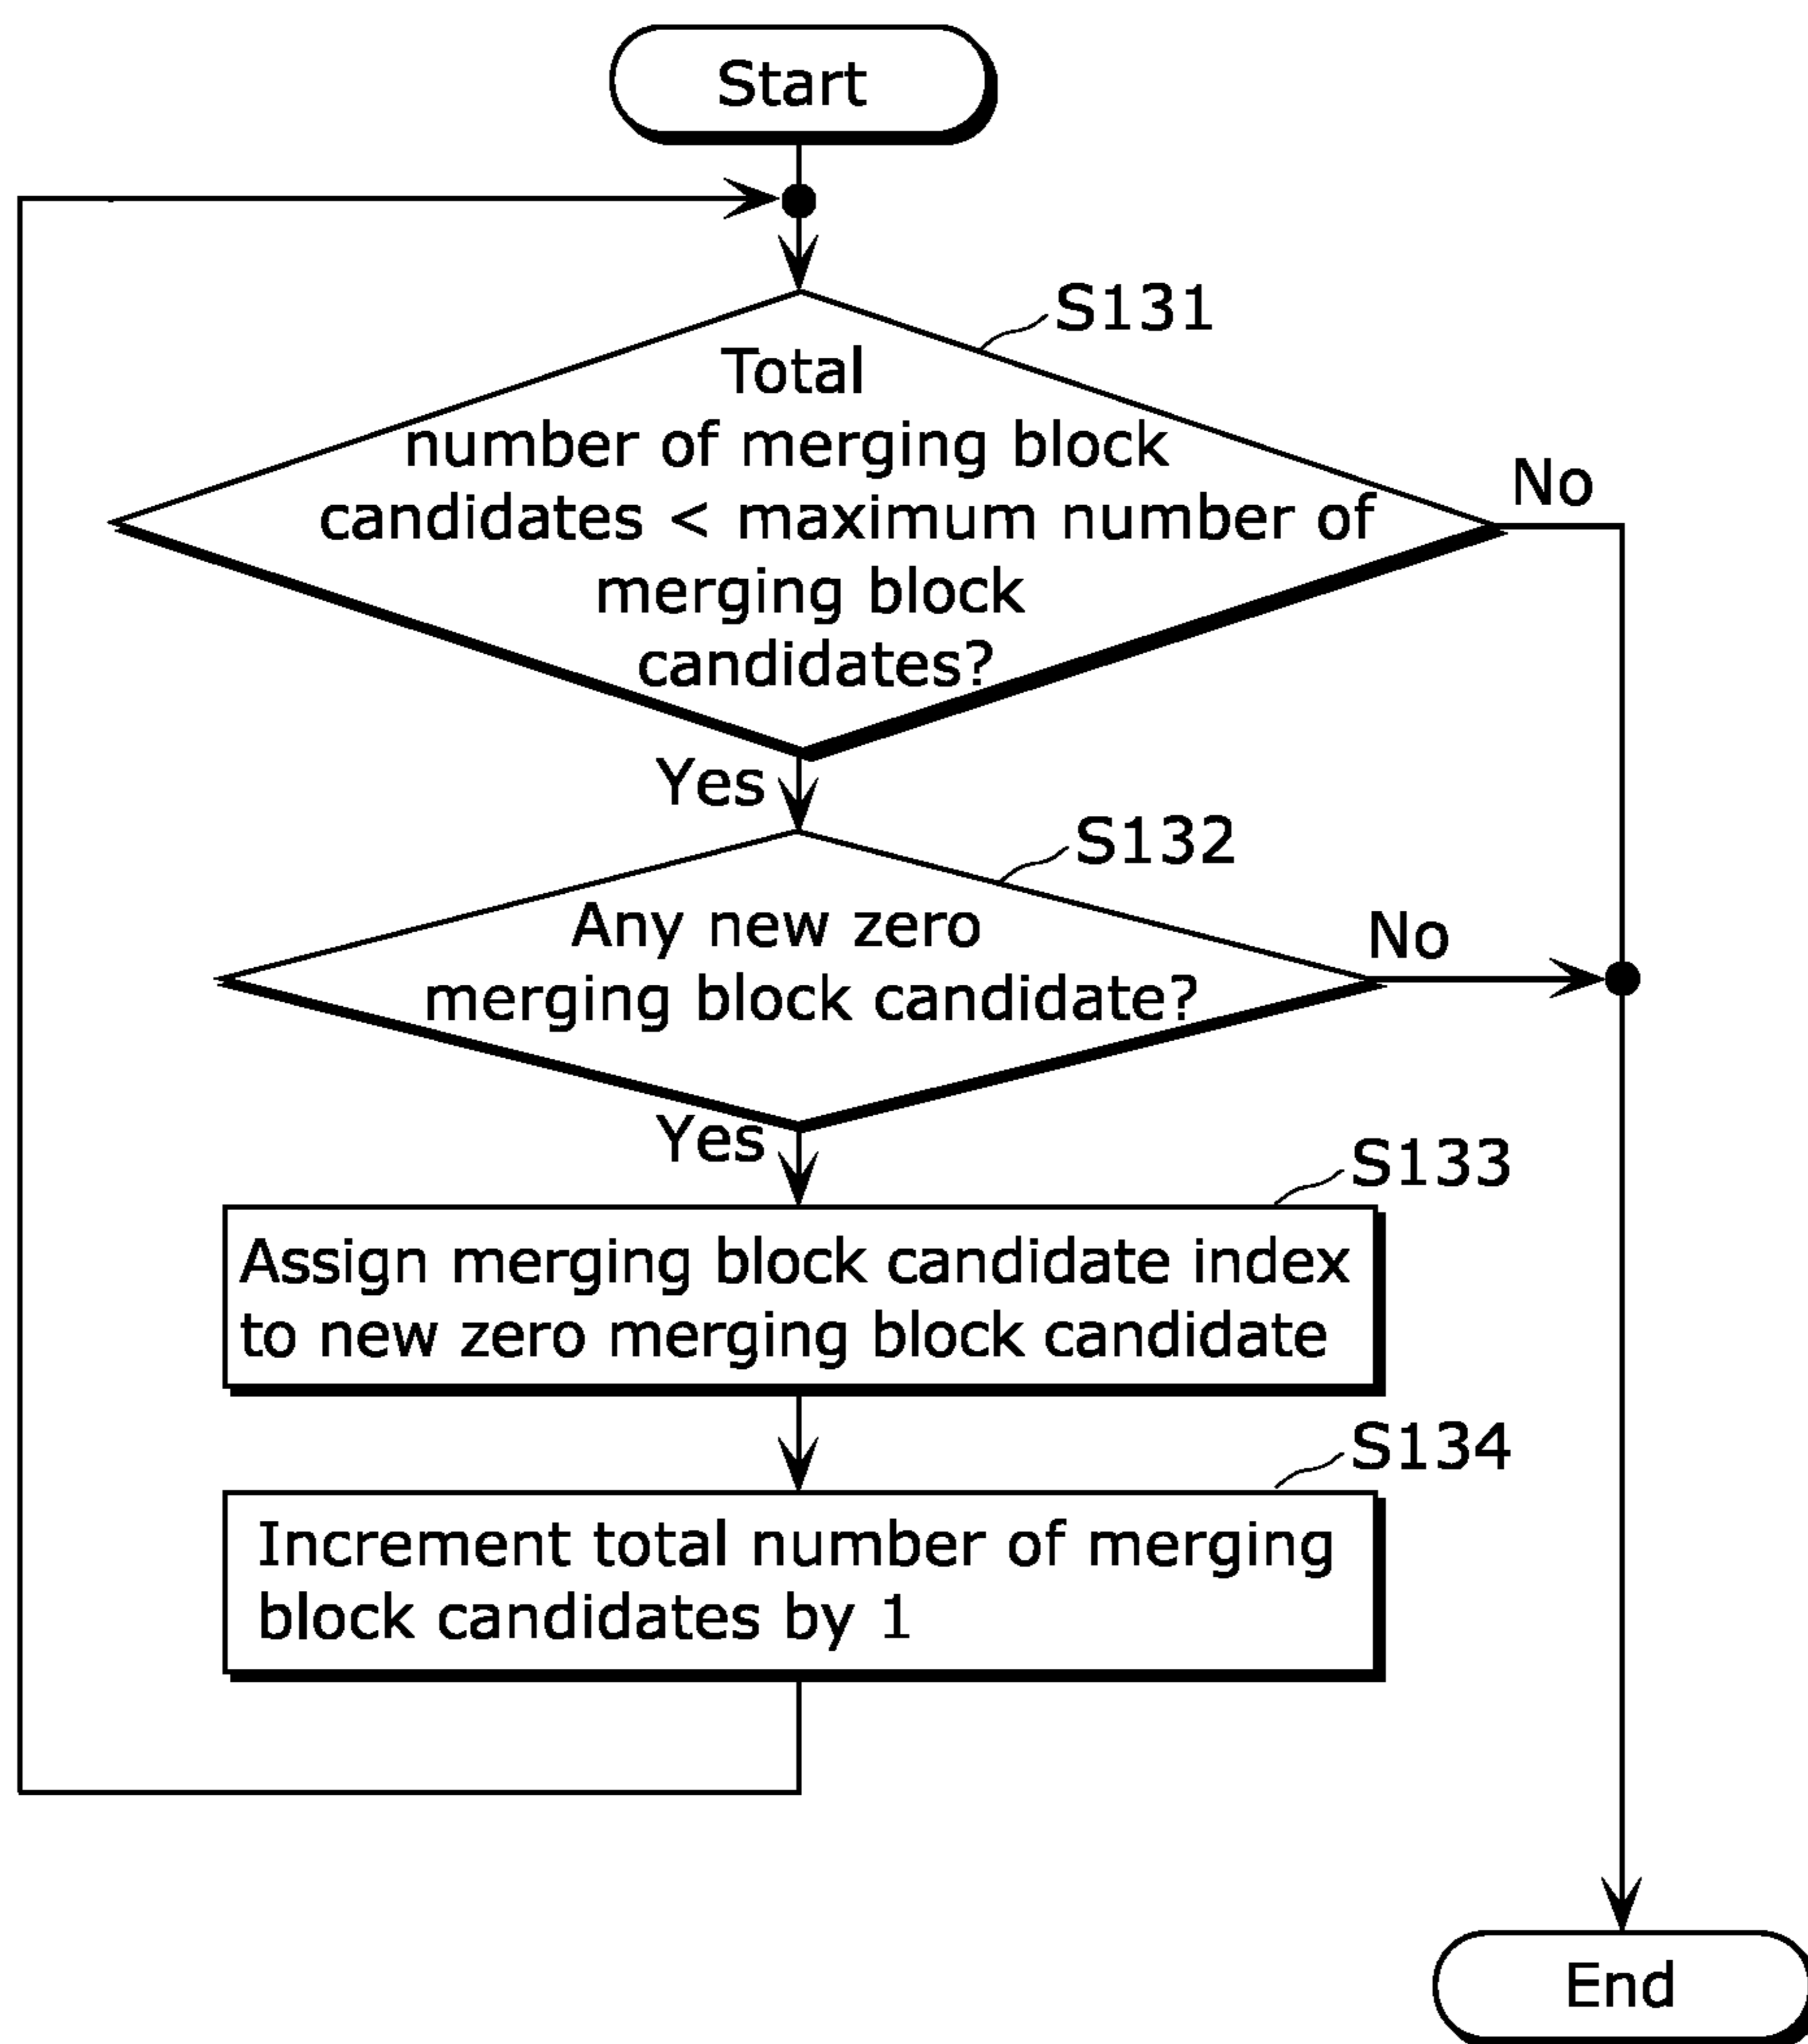 Start
S131
Total
number of merging block
candidates < maximum number of
merging block
candidates?
No
Yes
S132
Any new zero
merging block candidate?
No
Yes
S133
Assign merging block candidate index
to new zero merging block candidate
S134
Increment total number of merging
block candidates by 1
End